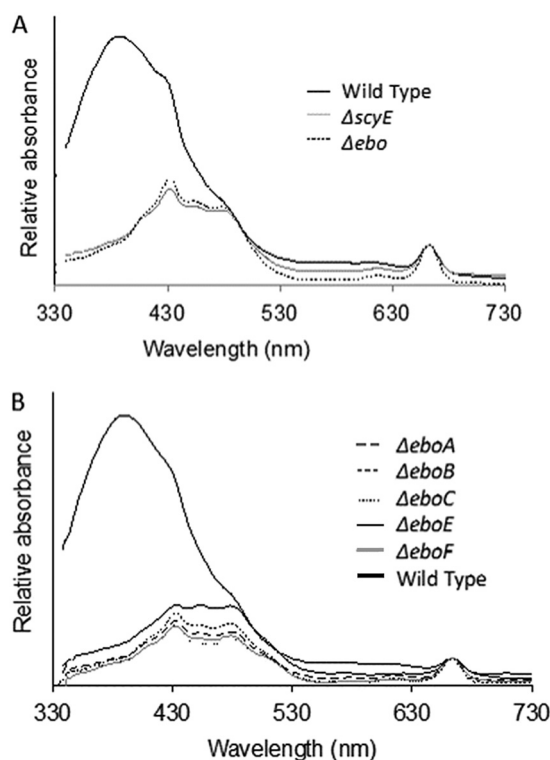 A
Relative absorbance
Wild Type
ΔscyE
Δebo
330 430 530 630 730
Wavelength (nm)
B
Relative absorbance
ΔeboA
ΔeboB
ΔeboC
ΔeboE
ΔeboF
Wild Type
330 430 530 630 730
Wavelength (nm)